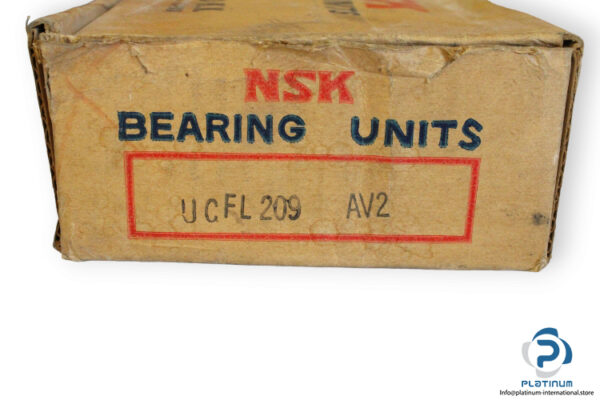 NSK
BEARING UNITS
UCFL 209 AV2
PLATINUM
Info@platinum-international.store